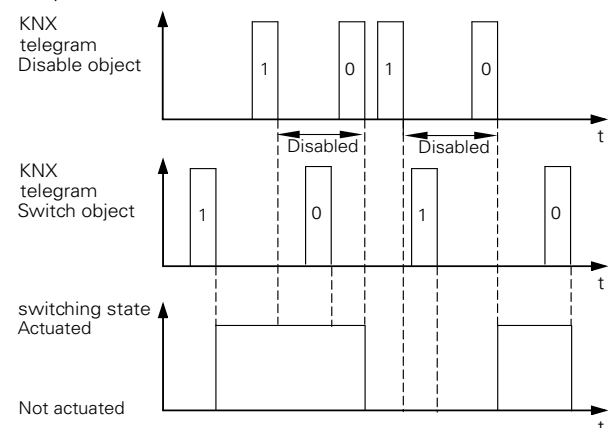 KNX
telegram
Disable object
1
0
1
0
t
Disabled
Disabled
KNX
telegram
Switch object
1
0
1
0
t
switching state
Actuated
Not actuated
t